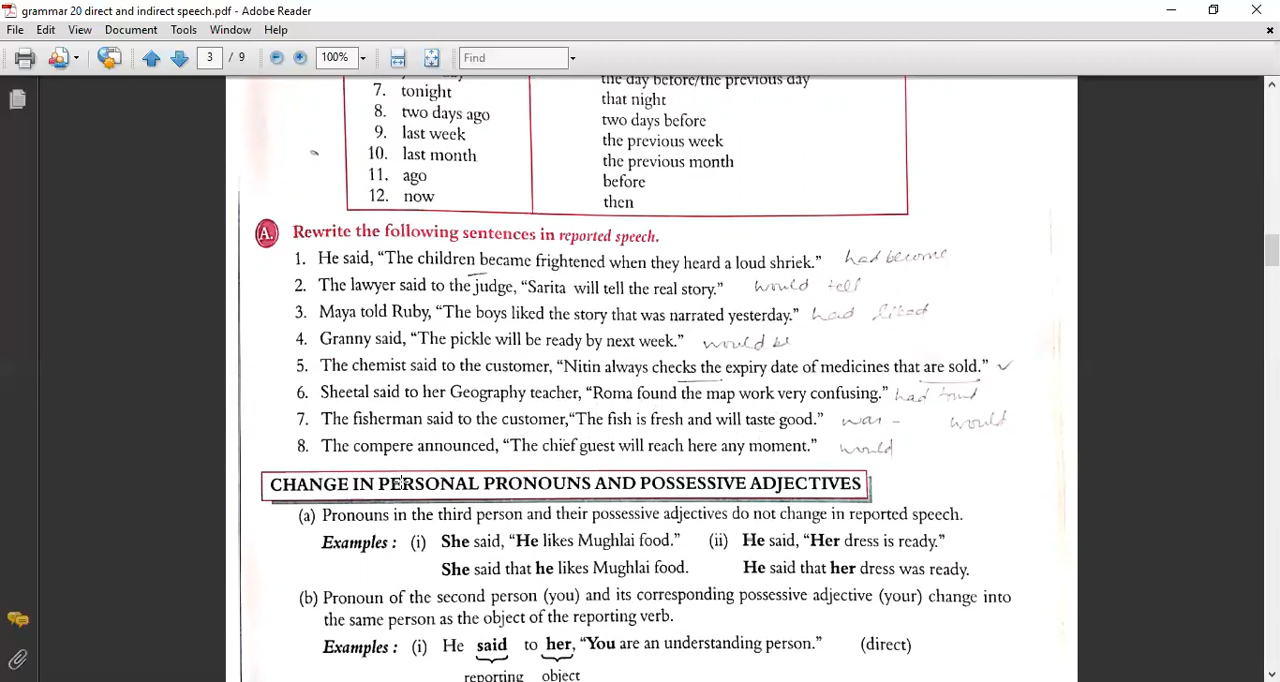 grammar 20 direct and indirect speech.pdf - Adobe Reader
File Edit View Document Tools Window Help
3 / 9 100% Find
the day before/the previous day
7. tonight that night
8. two days ago two days before
9. last week the previous week
10. last month the previous month
11. ago before
12. now then
A. Rewrite the following sentences in reported speech.
1. He said, “The children became frightened when they heard a loud shriek.” had become
2. The lawyer said to the judge, “Sarita will tell the real story.” would tell
3. Maya told Ruby, “The boys liked the story that was narrated yesterday.” had liked
4. Granny said, “The pickle will be ready by next week.” would be
5. The chemist said to the customer, “Nitin always checks the expiry date of medicines that are sold.” ✓
6. Sheetal said to her Geography teacher, “Roma found the map work very confusing.” had found
7. The fisherman said to the customer,“The fish is fresh and will taste good.” was - would
8. The compere announced, “The chief guest will reach here any moment.” would
CHANGE IN PERSONAL PRONOUNS AND POSSESSIVE ADJECTIVES
(a) Pronouns in the third person and their possessive adjectives do not change in reported speech.
Examples : (i) She said, “He likes Mughlai food.” (ii) He said, “Her dress is ready.”
She said that he likes Mughlai food. He said that her dress was ready.
(b) Pronoun of the second person (you) and its corresponding possessive adjective (your) change into
the same person as the object of the reporting verb.
Examples : (i) He said to her, “You are an understanding person.” (direct)
reporting object